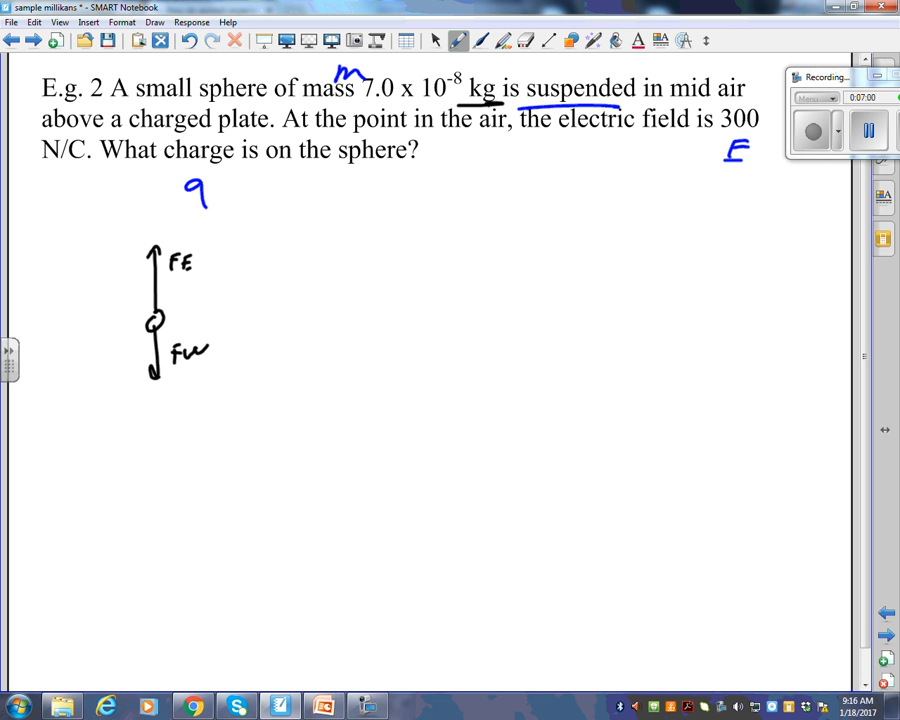 sample millikans * - SMART Notebook
File Edit View Insert Format Tools Response Help
Recording...
Menu
0:07:00
m
E.g. 2 A small sphere of mass 7.0 x 10⁻⁸ kg is suspended in mid air
above a charged plate. At the point in the air, the electric field is 300
N/C. What charge is on the sphere?
E
q
FE
Fw
9:16 AM
1/18/2017